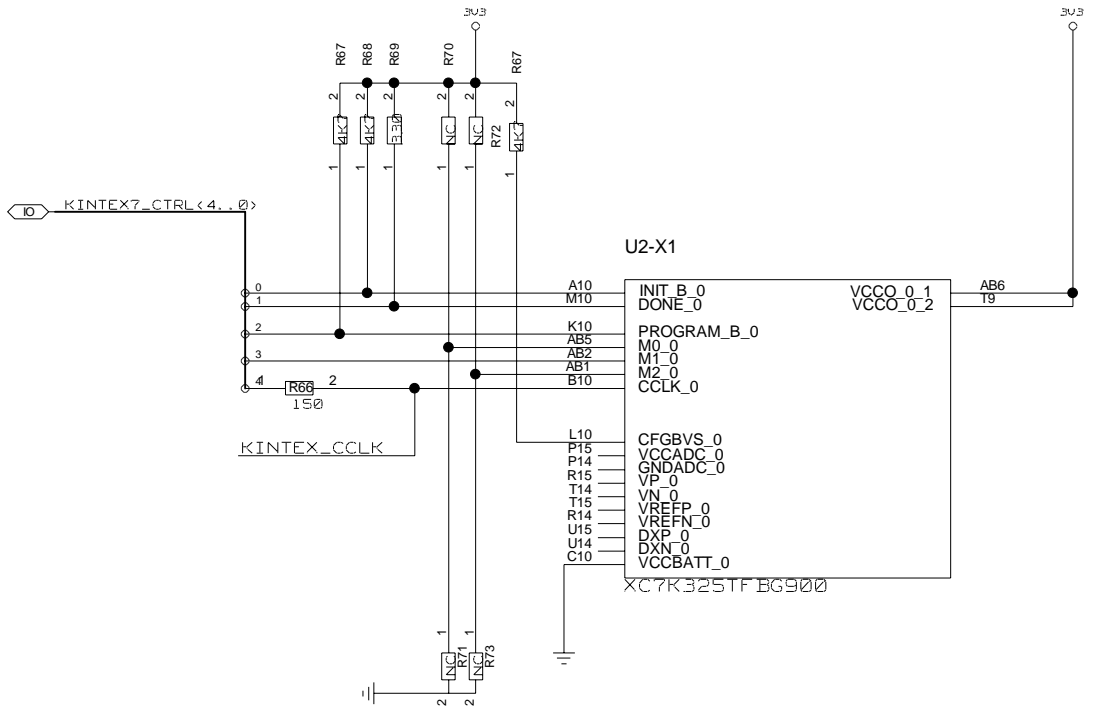 3V3
3V3
R67
R68
R69
R70
R67
2
2
2
2
2
2
4K7
4K7
330
NC
NC
R72
4K7
1
1
1
1
1
1
IO
KINTEX7_CTRL<4..0>
U2-X1
0
A10
INIT_B_0
VCCO_0_1
AB6
1
M10
DONE_0
VCCO_0_2
T9
2
K10
PROGRAM_B_0
AB5
M0_0
3
AB2
M1_0
AB1
M2_0
4
1
R66
2
B10
CCLK_0
150
KINTEX_CCLK
L10
CFGBVS_0
P15
VCCADC_0
P14
GNDADC_0
R15
VP_0
T14
VN_0
T15
VREFP_0
R14
VREFN_0
U15
DXP_0
U14
DXN_0
C10
VCCBATT_0
XC7K325TFBG900
1
1
NC
R71
NC
R73
2
2